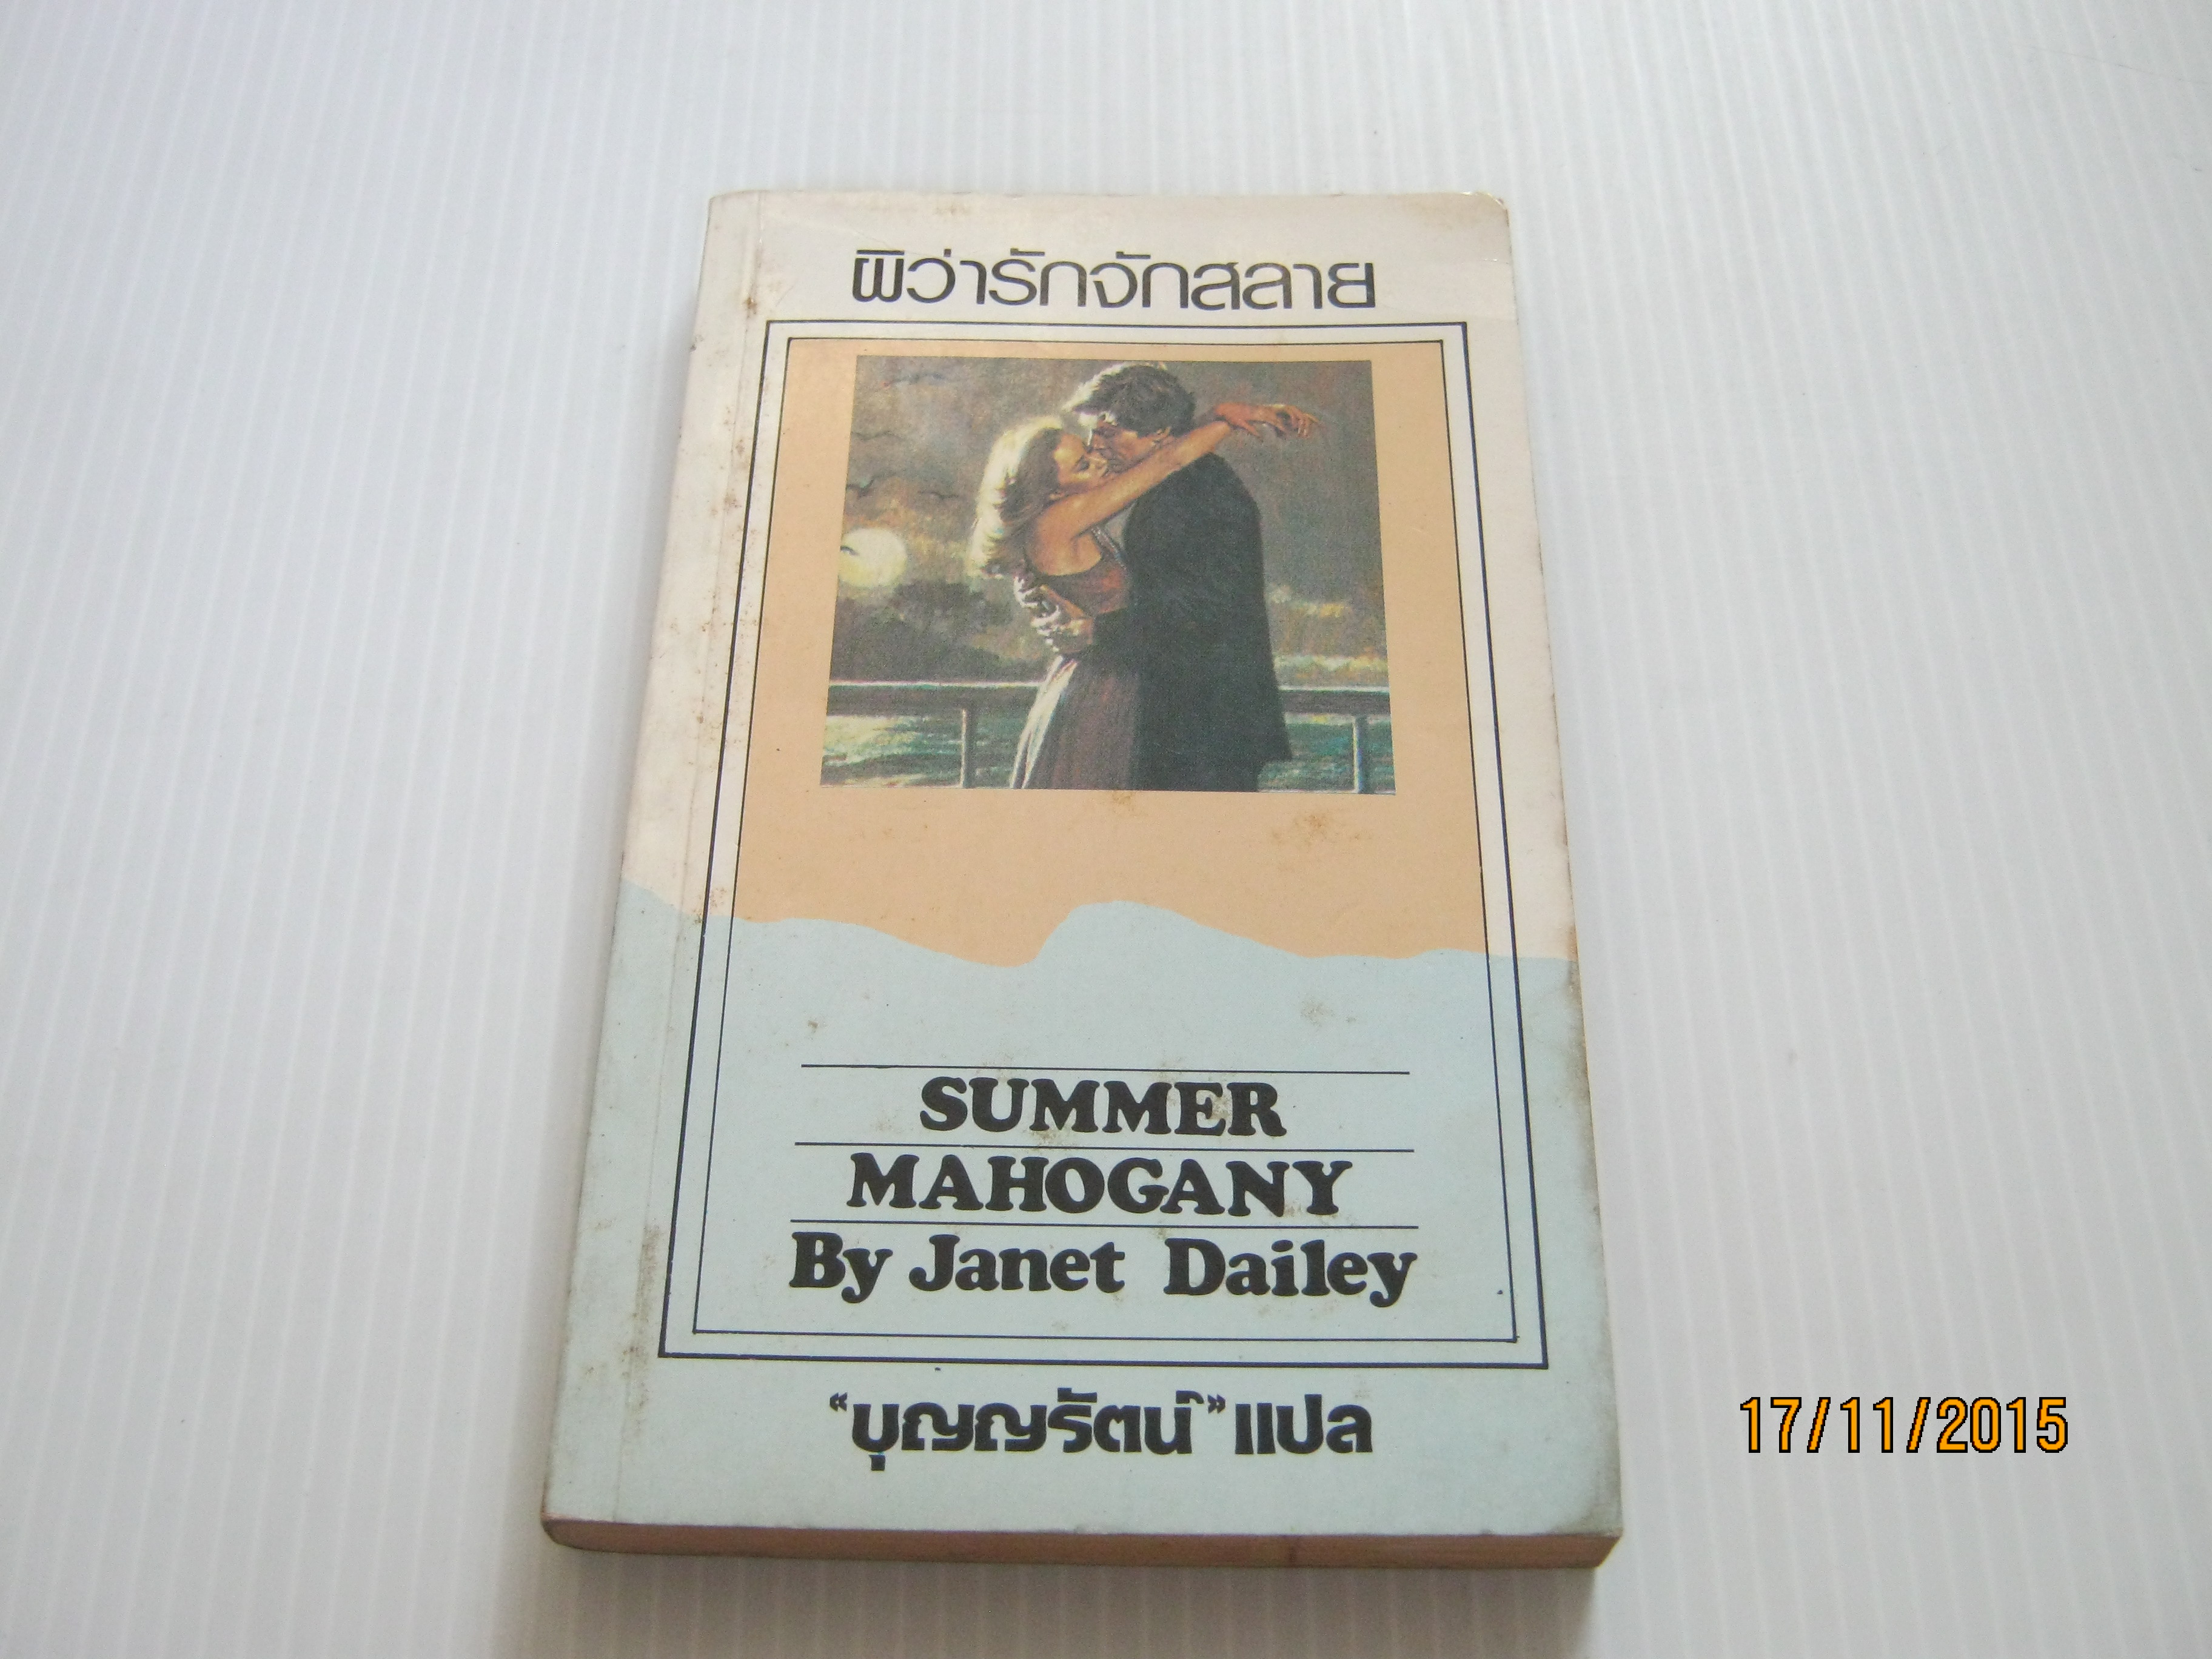 ผิว่ารักจักสลาย
SUMMER
MAHOGANY
By Janet Dailey
“บุญญรัตน์” แปล
17/11/2015